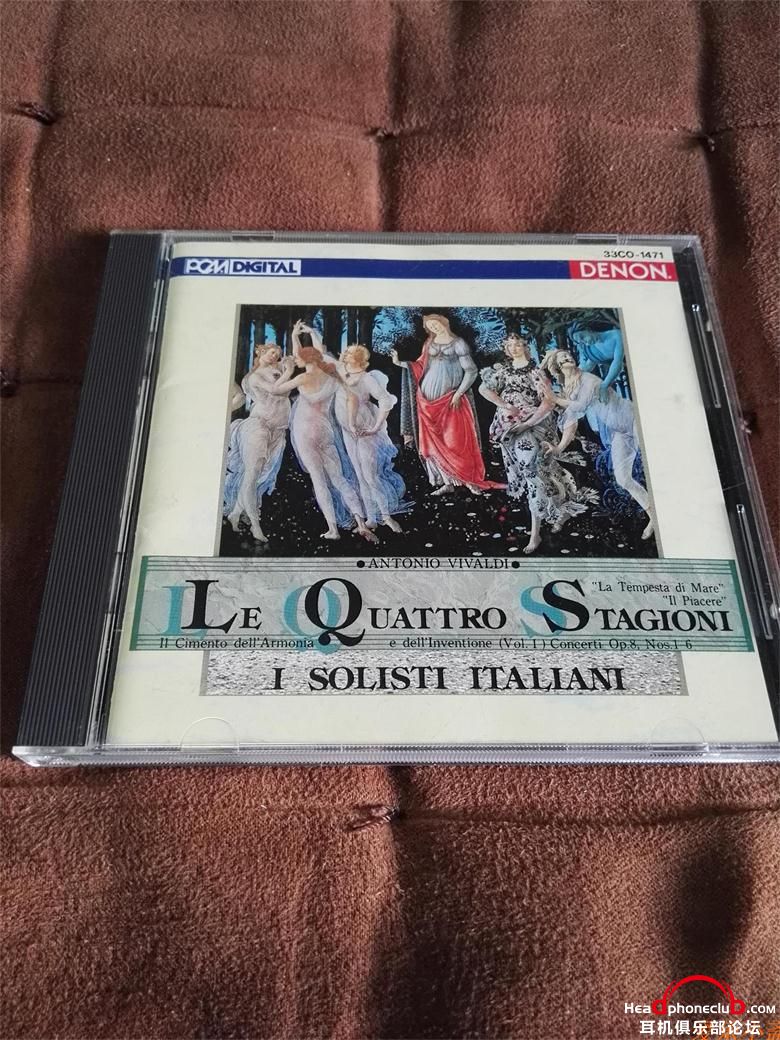 33CO-1471
PCM DIGITAL
DENON.
●ANTONIO VIVALDI●
"La Tempesta di Mare"
"Il Piacere"
LE QUATTRO STAGIONI
Il Cimento dell'Armonia e dell'Inventione (Vol. 1) Concerti Op.8, Nos.1-6
I SOLISTI ITALIANI
Headphoneclub.com
耳机俱乐部论坛